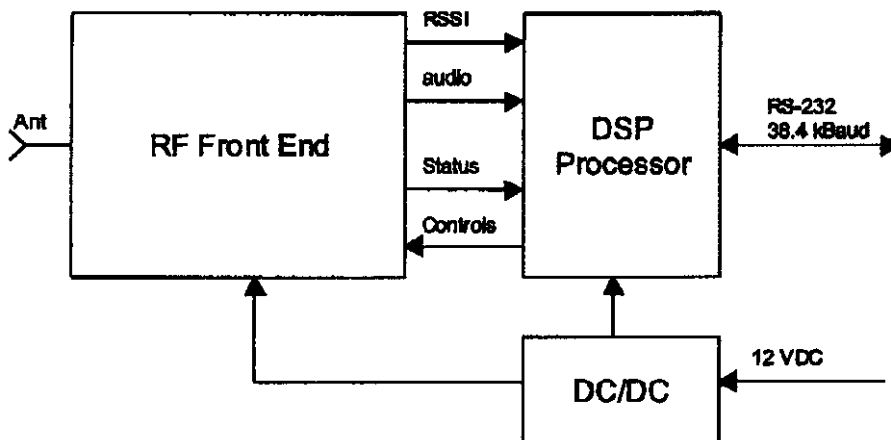 RSSI
audio
Ant
RF Front End
Status
Controls
DSP
Processor
RS-232
38.4 kBaud
12 VDC
DC/DC